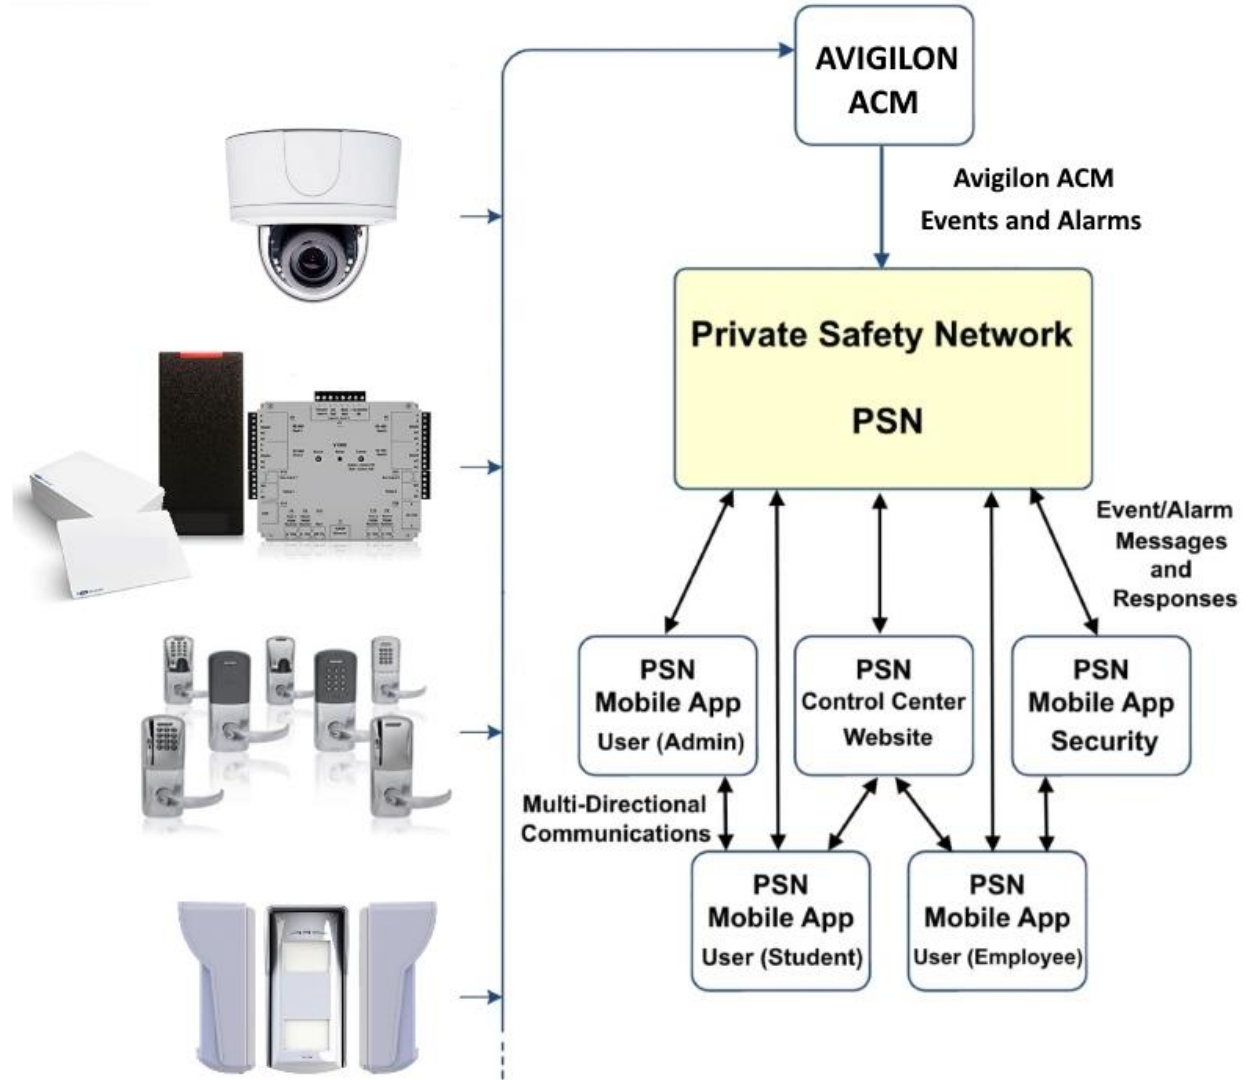 AVIGILON
ACM
Avigilon ACM
Events and Alarms
Private Safety Network
PSN
Event/Alarm
Messages
and
Responses
PSN
Mobile App
User (Admin)
PSN
Control Center
Website
PSN
Mobile App
Security
Multi-Directional
Communications
PSN
Mobile App
User (Student)
PSN
Mobile App
User (Employee)